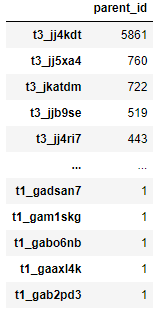 parent_id
t3_jj4kdt 5861
t3_jj5xa4 760
t3_jkatdm 722
t3_jjb9se 519
t3_jj4ri7 443
... ...
t1_gadsan7 1
t1_gam1skg 1
t1_gabo6nb 1
t1_gaaxl4k 1
t1_gab2pd3 1